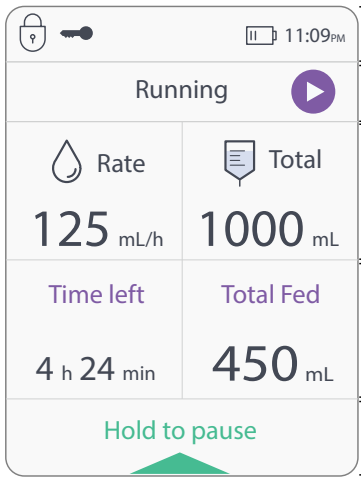 11:09PM
Running
Rate
Total
125 mL/h
1000 mL
Time left
Total Fed
4 h 24 min
450 mL
Hold to pause